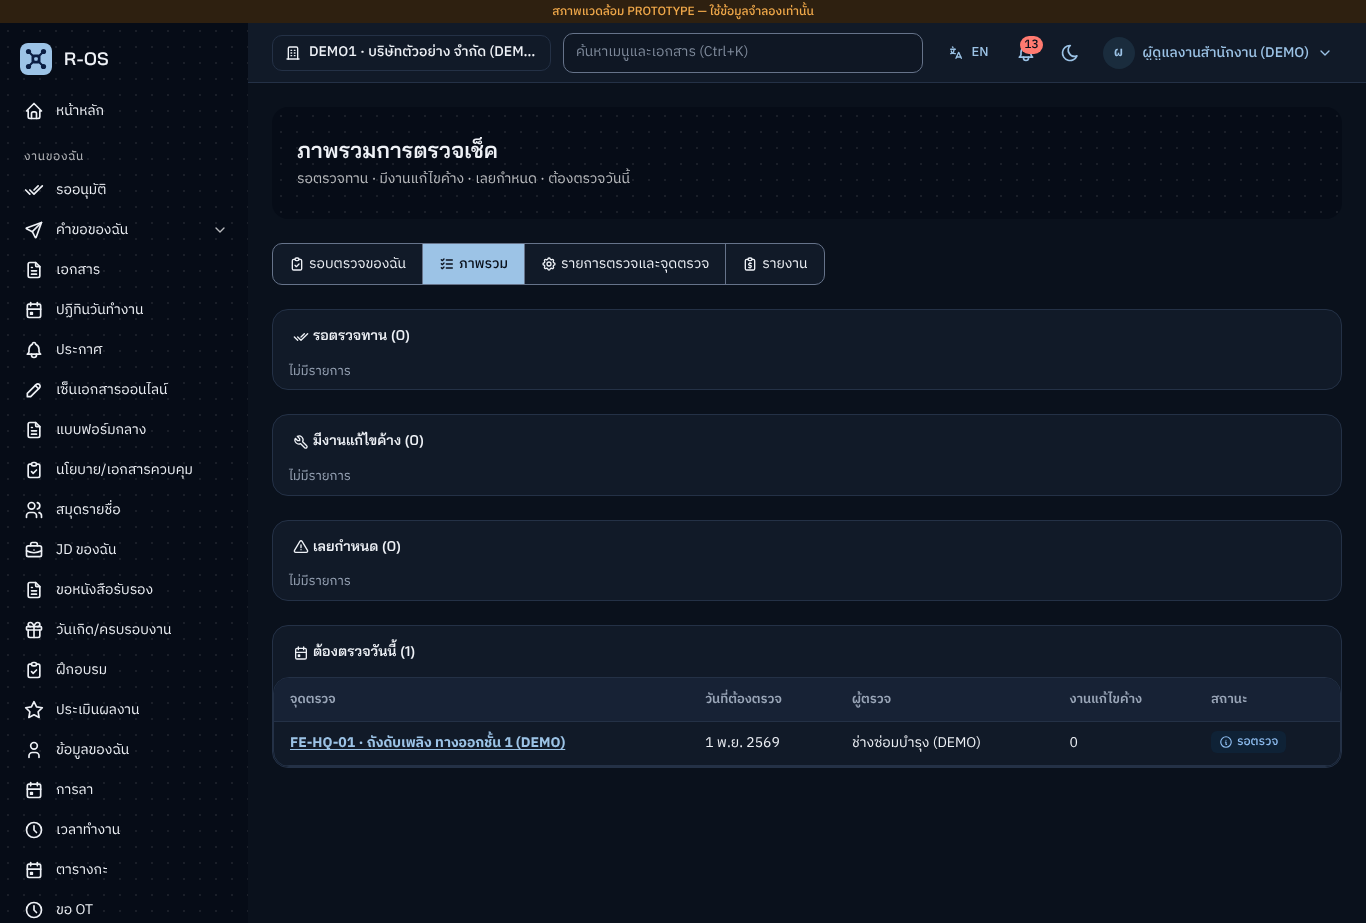 สภาพแวดล้อม PROTOTYPE — ใช้ข้อมูลจำลองเท่านั้น
R-OS
DEMO1 · บริษัทตัวอย่าง จำกัด (DEM...
ค้นหาเมนูและเอกสาร (Ctrl+K)
EN
13
ผ
ผู้ดูแลงานสำนักงาน (DEMO)
หน้าหลัก
งานของฉัน
รออนุมัติ
คำขอของฉัน
เอกสาร
ปฏิทินวันทำงาน
ประกาศ
เซ็นเอกสารออนไลน์
แบบฟอร์มกลาง
นโยบาย/เอกสารควบคุม
สมุดรายชื่อ
JD ของฉัน
ขอหนังสือรับรอง
วันเกิด/ครบรอบงาน
ฝึกอบรม
ประเมินผลงาน
ข้อมูลของฉัน
การลา
เวลาทำงาน
ตารางกะ
ขอ OT
ภาพรวมการตรวจเช็ค
รอตรวจทาน · มีงานแก้ไขค้าง · เลยกำหนด · ต้องตรวจวันนี้
รอบตรวจของฉัน
ภาพรวม
รายการตรวจและจุดตรวจ
รายงาน
รอตรวจทาน (0)
ไม่มีรายการ
มีงานแก้ไขค้าง (0)
ไม่มีรายการ
เลยกำหนด (0)
ไม่มีรายการ
ต้องตรวจวันนี้ (1)
จุดตรวจ วันที่ต้องตรวจ ผู้ตรวจ งานแก้ไขค้าง สถานะ
FE-HQ-01 · ถังดับเพลิง ทางออกชั้น 1 (DEMO) 1 พ.ย. 2569 ช่างซ่อมบำรุง (DEMO) 0 รอตรวจ